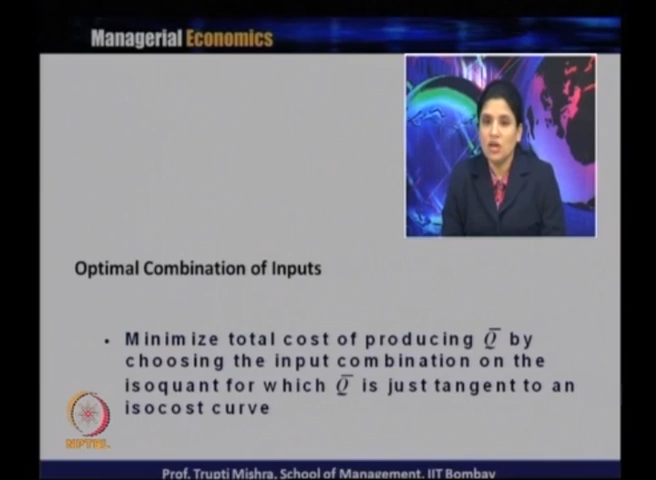 Managerial Economics
Optimal Combination of Inputs
• Minimize total cost of producing Q̅ by
choosing the input combination on the
isoquant for which Q̅ is just tangent to an
isocost curve
NPTEL
Prof. Trupti Mishra, School of Management, IIT Bombay